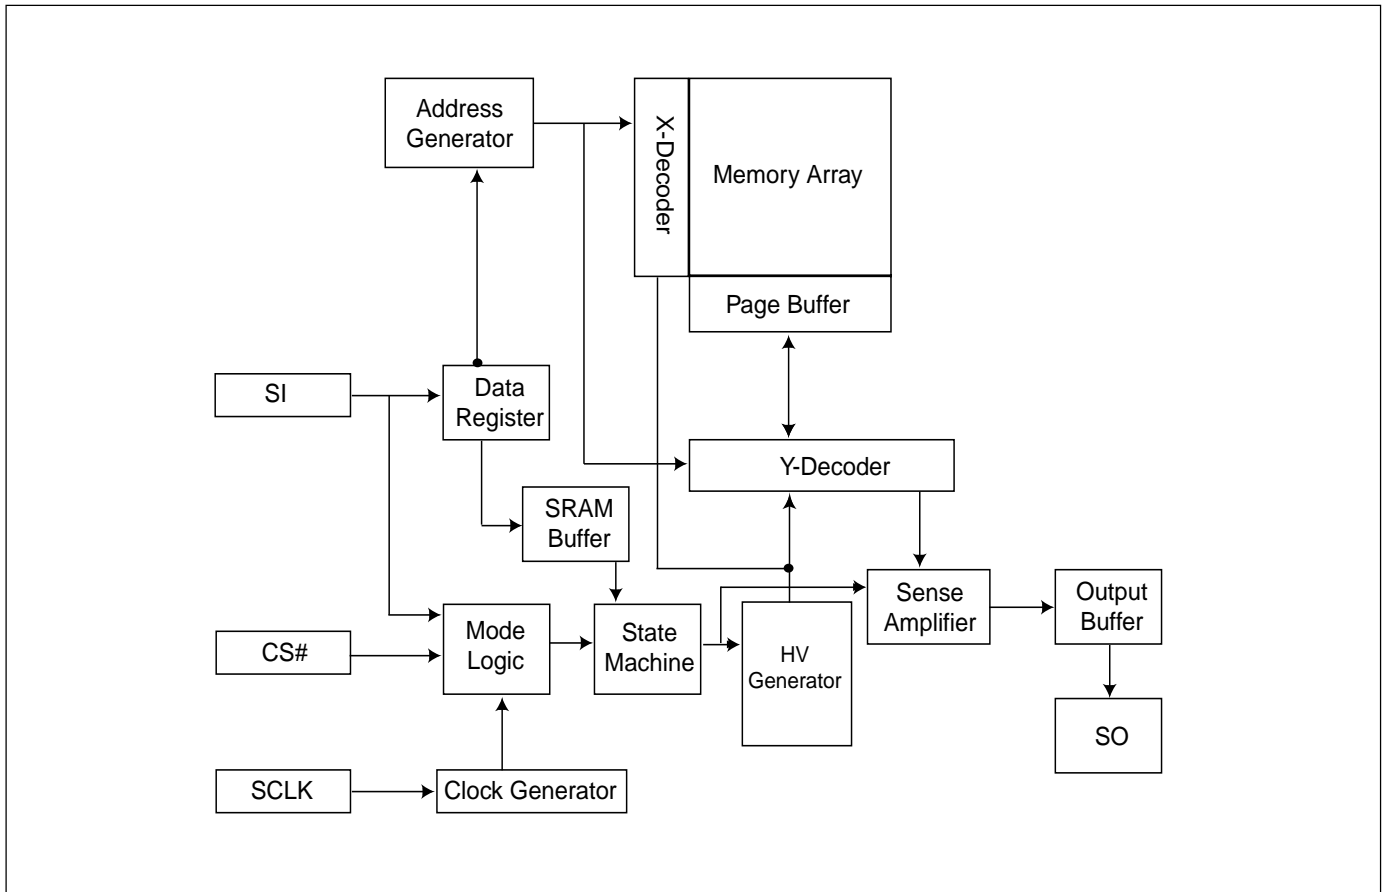 Address
Generator
X-Decoder
Memory Array
Page Buffer
SI
Data
Register
Y-Decoder
SRAM
Buffer
Sense
Amplifier
Output
Buffer
CS#
Mode
Logic
State
Machine
HV
Generator
SO
SCLK
Clock Generator